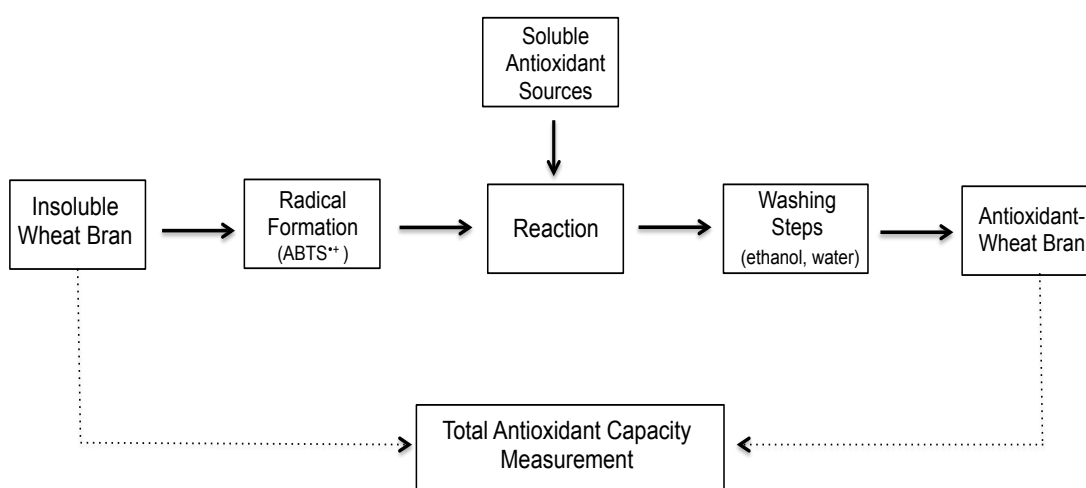 Soluble
Antioxidant
Sources
Insoluble
Wheat Bran
Radical
Formation
(ABTS•+ )
Reaction
Washing
Steps
(ethanol, water)
Antioxidant-
Wheat Bran
Total Antioxidant Capacity
Measurement